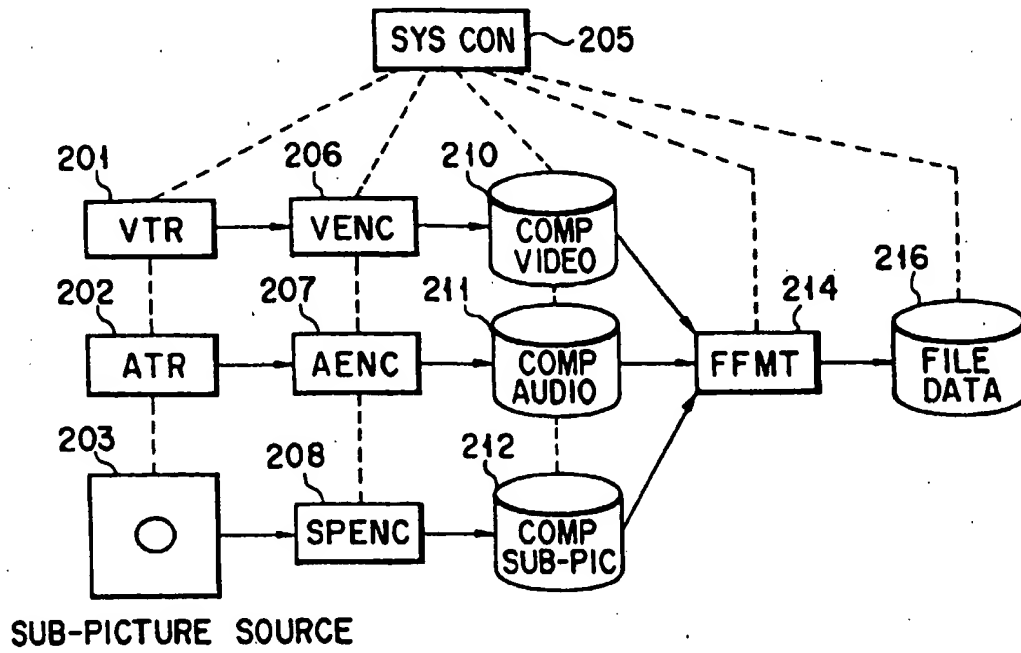 SYS CON
205
201
206
210
VTR
VENC
COMP
VIDEO
202
207
211
214
216
ATR
AENC
COMP
AUDIO
FFMT
FILE
DATA
203
208
212
SPENC
COMP
SUB-PIC
SUB-PICTURE SOURCE